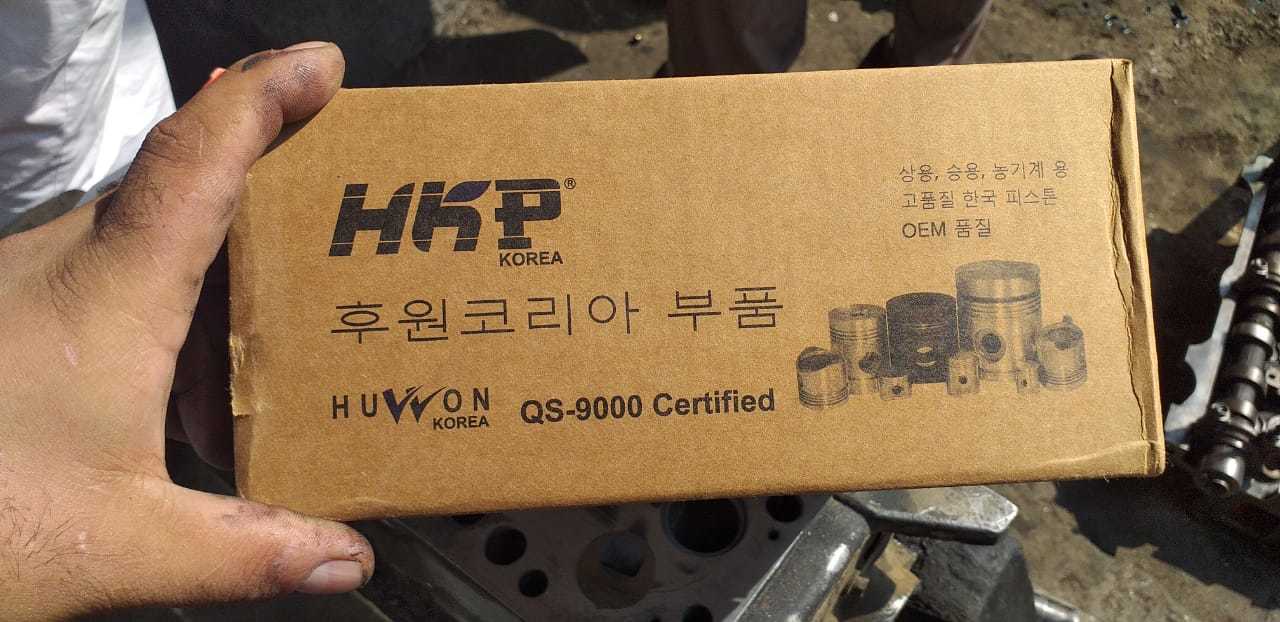 HKP®
KOREA
후원코리아 부품
HUWON
KOREA
QS-9000 Certified
상용, 승용, 농기계 용
고품질 한국 피스톤
OEM 품질